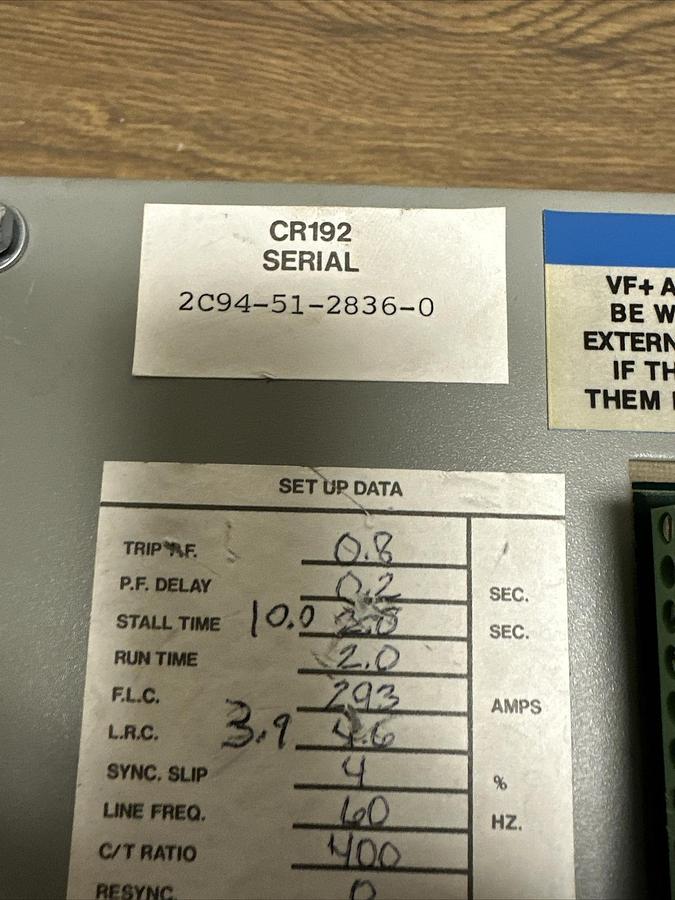 CR192
SERIAL
2C94-51-2836-0
VF+ A
BE W
EXTERN
IF TH
THEM
SET UP DATA
TRIP P.F. 0.8
P.F. DELAY 0.2 SEC.
STALL TIME 10.0 SEC.
RUN TIME 2.0
F.L.C. 293 AMPS
L.R.C. 3.9 4.6
SYNC. SLIP 4 %
LINE FREQ. 60 HZ.
C/T RATIO 400
RESYNC. 0